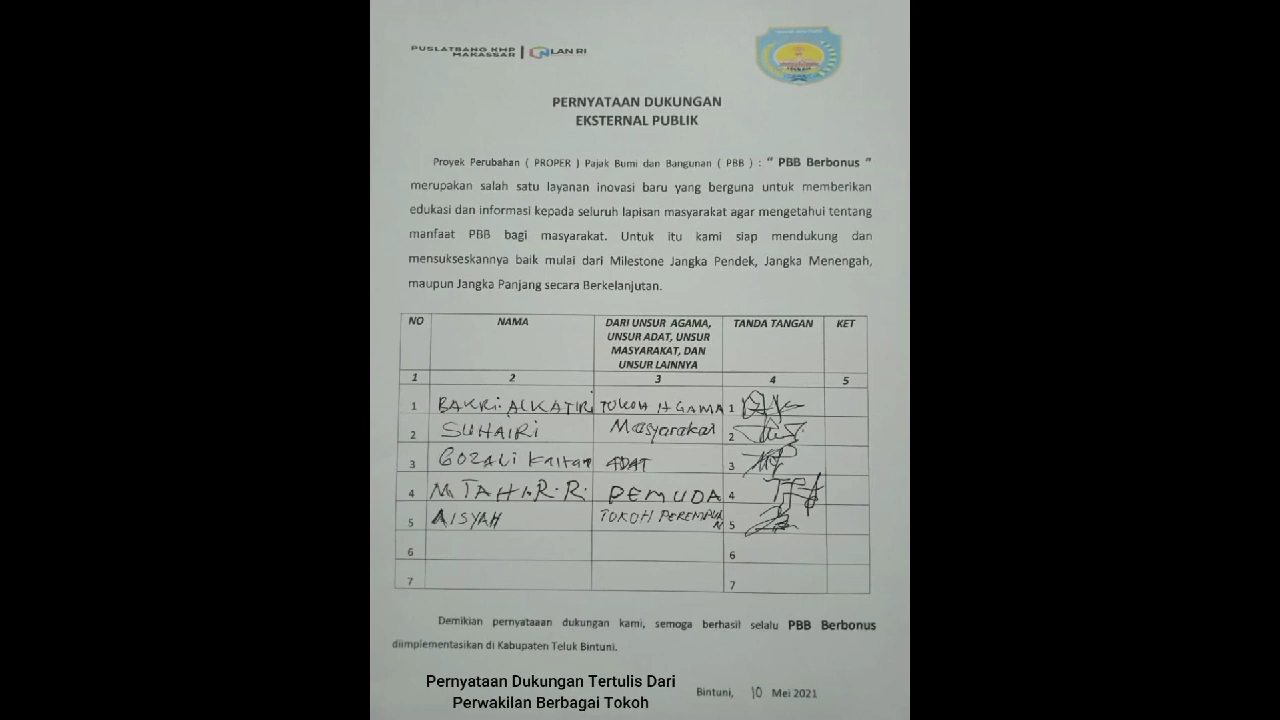 PUSLATBANG KMP
MAKASSAR
LAN RI
PERNYATAAN DUKUNGAN
EKSTERNAL PUBLIK
Proyek Perubahan ( PROPER ) Pajak Bumi dan Bangunan ( PBB ) : “ PBB Berbonus ”
merupakan salah satu layanan inovasi baru yang berguna untuk memberikan
edukasi dan informasi kepada seluruh lapisan masyarakat agar mengetahui tentang
manfaat PBB bagi masyarakat. Untuk itu kami siap mendukung dan
mensukseskannya baik mulai dari Milestone Jangka Pendek, Jangka Menengah,
maupun Jangka Panjang secara Berkelanjutan.
NO NAMA DARI UNSUR AGAMA, UNSUR ADAT, UNSUR MASYARAKAT, DAN UNSUR LAINNYA TANDA TANGAN KET
1 2 3 4 5
1 BAKRI. ALKATIRI TOKOH AGAMA 1
2 SUHAIRI Masyarakat 2
3 GOZALI ADAT 3
4 M TAHIR. R. PEMUDA 4
5 AISYAH TOKOH PEREMPUAN 5
6 6
7 7
Demikian pernyataaan dukungan kami, semoga berhasil selalu PBB Berbonus
diimplementasikan di Kabupaten Teluk Bintuni.
Bintuni, 10 Mei 2021
Pernyataan Dukungan Tertulis Dari
Perwakilan Berbagai Tokoh